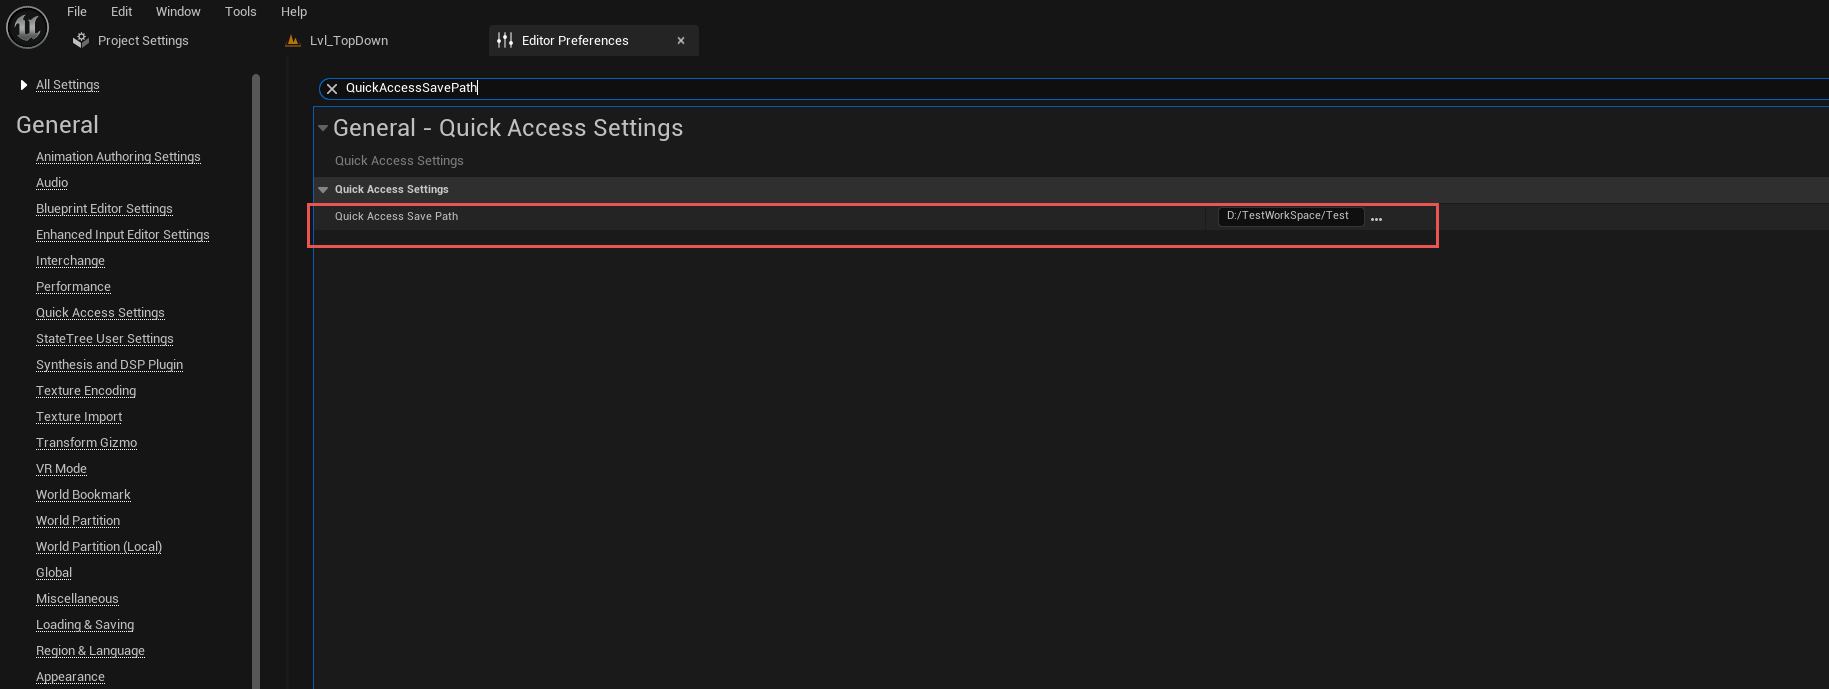 File Edit Window Tools Help
Project Settings Lvl_TopDown Editor Preferences
All Settings
General
Animation Authoring Settings
Audio
Blueprint Editor Settings
Enhanced Input Editor Settings
Interchange
Performance
Quick Access Settings
StateTree User Settings
Synthesis and DSP Plugin
Texture Encoding
Texture Import
Transform Gizmo
VR Mode
World Bookmark
World Partition
World Partition (Local)
Global
Miscellaneous
Loading & Saving
Region & Language
Appearance
QuickAccessSavePath
General - Quick Access Settings
Quick Access Settings
Quick Access Settings
Quick Access Save Path D:/TestWorkSpace/Test